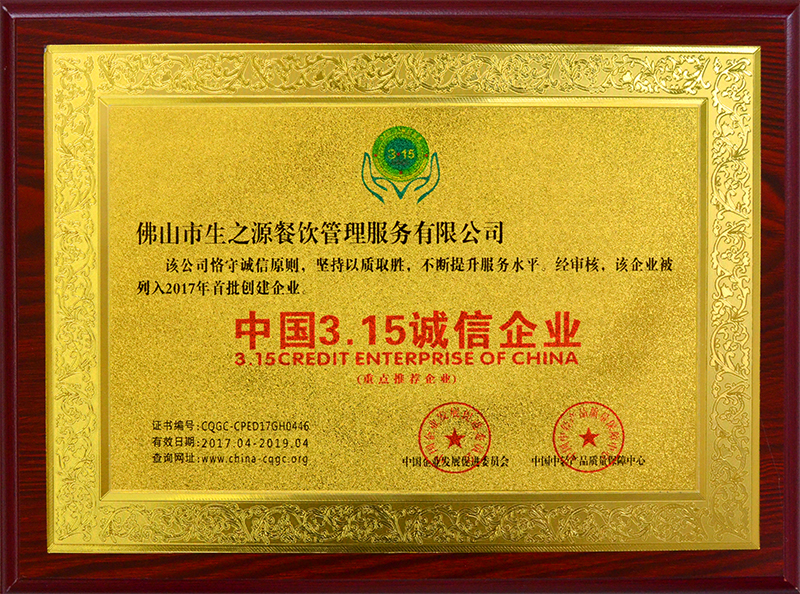 3·15
佛山市生之源餐饮管理服务有限公司
该公司恪守诚信原则，坚持以质取胜，不断提升服务水平。经审核，该企业被
列入2017年首批创建企业。
中国3.15诚信企业
3.15CREDIT ENTERPRISE OF CHINA
(重点推荐企业)
证书编号:CQGC-CPED17GH0446
有效日期:2017.04-2019.04
查询网址:www.china-cqgc.org
中国企业发展促进委员会
中国中轻产品质量保障中心